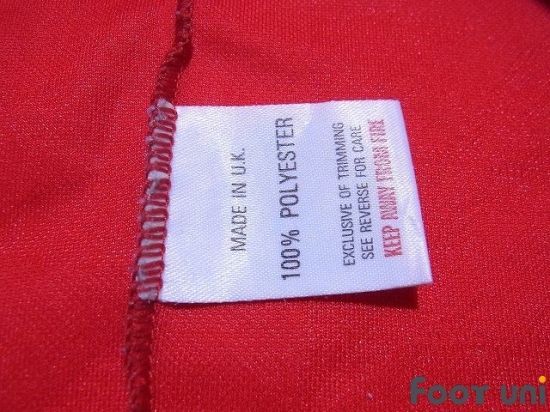 MADE IN U.K.
100% POLYESTER
EXCLUSIVE OF TRIMMING
SEE REVERSE FOR CARE
KEEP AWAY FROM FIRE
FOOT UNI